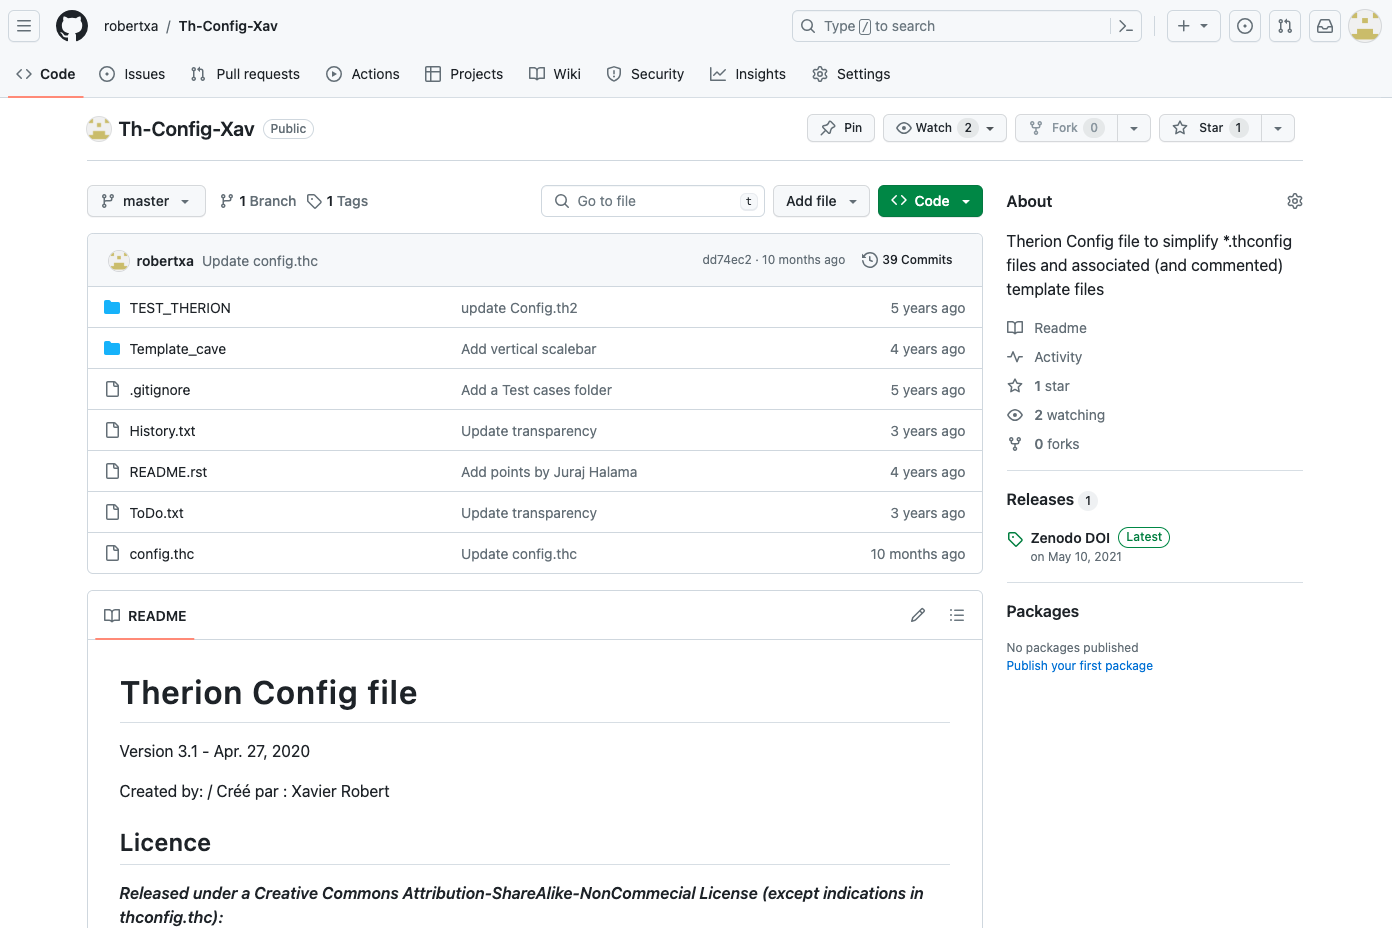 robertxa / Th-Config-Xav
Type / to search
Code Issues Pull requests Actions Projects Wiki Security Insights Settings
Th-Config-Xav Public
Pin Watch 2 Fork 0 Star 1
master 1 Branch 1 Tags
Go to file t Add file Code
robertxa Update config.thc dd74ec2 · 10 months ago 39 Commits
TEST_THERION update Config.th2 5 years ago
Template_cave Add vertical scalebar 4 years ago
.gitignore Add a Test cases folder 5 years ago
History.txt Update transparency 3 years ago
README.rst Add points by Juraj Halama 4 years ago
ToDo.txt Update transparency 3 years ago
config.thc Update config.thc 10 months ago
README
Therion Config file
Version 3.1 - Apr. 27, 2020
Created by: / Créé par : Xavier Robert
Licence
Released under a Creative Commons Attribution-ShareAlike-NonCommecial License (except indications in
thconfig.thc):
About
Therion Config file to simplify *.thconfig
files and associated (and commented)
template files
Readme
Activity
1 star
2 watching
0 forks
Releases 1
Zenodo DOI Latest
on May 10, 2021
Packages
No packages published
Publish your first package